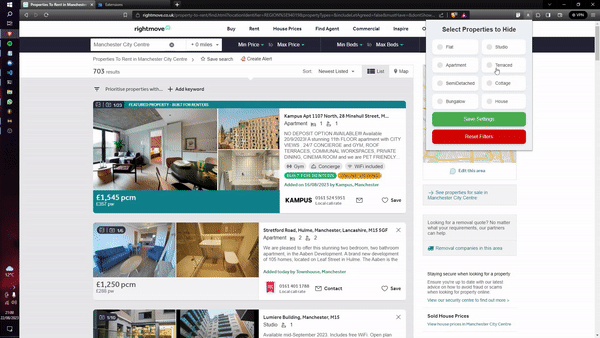 Properties To Rent in Manchester
Extensions
rightmove.co.uk/property-to-rent/find.html?
VPN
rightmove
Buy
Rent
House Prices
Find Agent
Commercial
Inspire
Manchester City Centre
+ 0 miles
Min Price to Max Price
Min Beds to Max Beds
Properties To Rent in Manchester City Centre
Save search
Create Alert
703 results
Sort:
Newest Listed
List
Map
Prioritise properties with...
Add keyword
1/23
FEATURED PROPERTY - BUILT FOR RENTERS
£1,545 pcm
£357 pw
Kampus Apt 1107 North, 28 Minshull Street, M...
Apartment 1 1
NO DEPOSIT OPTION AVAILABLE! Available
20/9/2023! A stunning 11th FLOOR apartment with CITY
VIEWS. 24/7 CONCIERGE and GYM, ROOF
TERRACES, COMMUNAL WORKSPACES, PRIVATE
DINING, CINEMA ROOM and we are PET FRIENDLY
Gym
Concierge
WiFi included
BUILT FOR RENTERS
Added on 16/08/2023 by Kampus, Manchester
KAMPUS
0161 524 5951
Local call rate
Save
1/6
£1,250 pcm
£288 pw
Stretford Road, Hulme, Manchester, Lancashire, M15 5GF
Apartment 2 2
We are pleased to offer this stunning two bedroom, two bathroom
apartment, in the Aaben Development. A brand new development
of 105 homes, located on Leaf Street in Hulme. The Aaben is the
Added today by Townhouse, Manchester
0161 401 5788
Local call rate
Contact
Save
1/10
Lumiere Building, Manchester, M15
Studio 1
Available mid-September 2023. Includes free WiFi. Open plan
Select Properties to Hide
Flat
Studio
Apartment
Terraced
SemiDetached
Cottage
Bungalow
House
Save Settings
Reset Filters
Edit this area
See properties for sale in
Manchester City Centre
Looking for a removal quote? No matter
what your requirements, our partners
can help.
Removal companies in this area
Staying secure when looking for property
Ensure you're up to date with our latest
advice on how to avoid fraud or scams
when looking for property online
View our security centre to find out more
Sold House Prices
View house prices in Manchester City Centre
12°C
21:08
22/08/2023